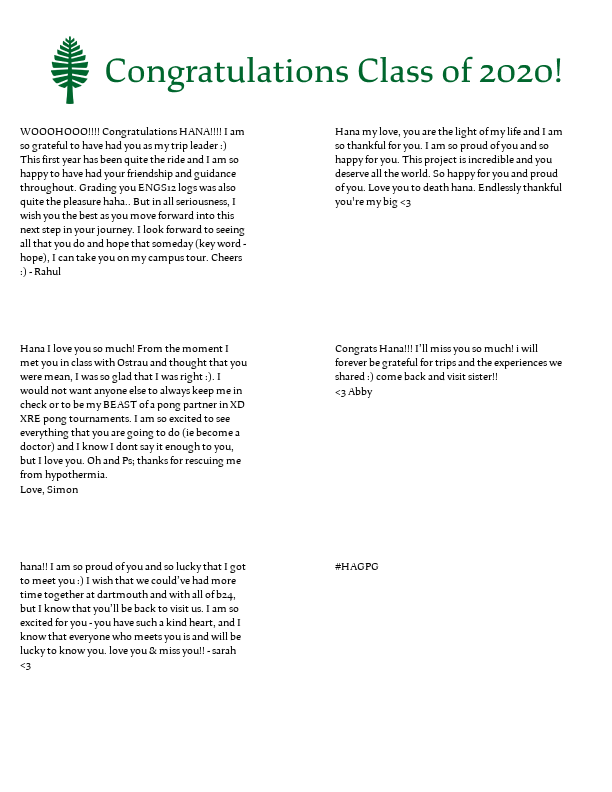 Congratulations Class of 2020!
WOOOHOOO!!!! Congratulations HANA!!!! I am
so grateful to have had you as my trip leader :)
This first year has been quite the ride and I am so
happy to have had your friendship and guidance
throughout. Grading you ENGS12 logs was also
quite the pleasure haha.. But in all seriousness, I
wish you the best as you move forward into this
next step in your journey. I look forward to seeing
all that you do and hope that someday (key word -
hope), I can take you on my campus tour. Cheers
:) - Rahul
Hana my love, you are the light of my life and I am
so thankful for you. I am so proud of you and so
happy for you. This project is incredible and you
deserve all the world. So happy for you and proud
of you. Love you to death hana. Endlessly thankful
you're my big <3
Hana I love you so much! From the moment I
met you in class with Ostrau and thought that you
were mean, I was so glad that I was right :). I
would not want anyone else to always keep me in
check or to be my BEAST of a pong partner in XD
XRE pong tournaments. I am so excited to see
everything that you are going to do (ie become a
doctor) and I know I dont say it enough to you,
but I love you. Oh and Ps; thanks for rescuing me
from hypothermia.
Love, Simon
Congrats Hana!!! I'll miss you so much! i will
forever be grateful for trips and the experiences we
shared :) come back and visit sister!!
<3 Abby
hana!! I am so proud of you and so lucky that I got
to meet you :) I wish that we could've had more
time together at dartmouth and with all of b24,
but I know that you'll be back to visit us. I am so
excited for you - you have such a kind heart, and I
know that everyone who meets you is and will be
lucky to know you. love you & miss you!! - sarah
<3
#HAGPG